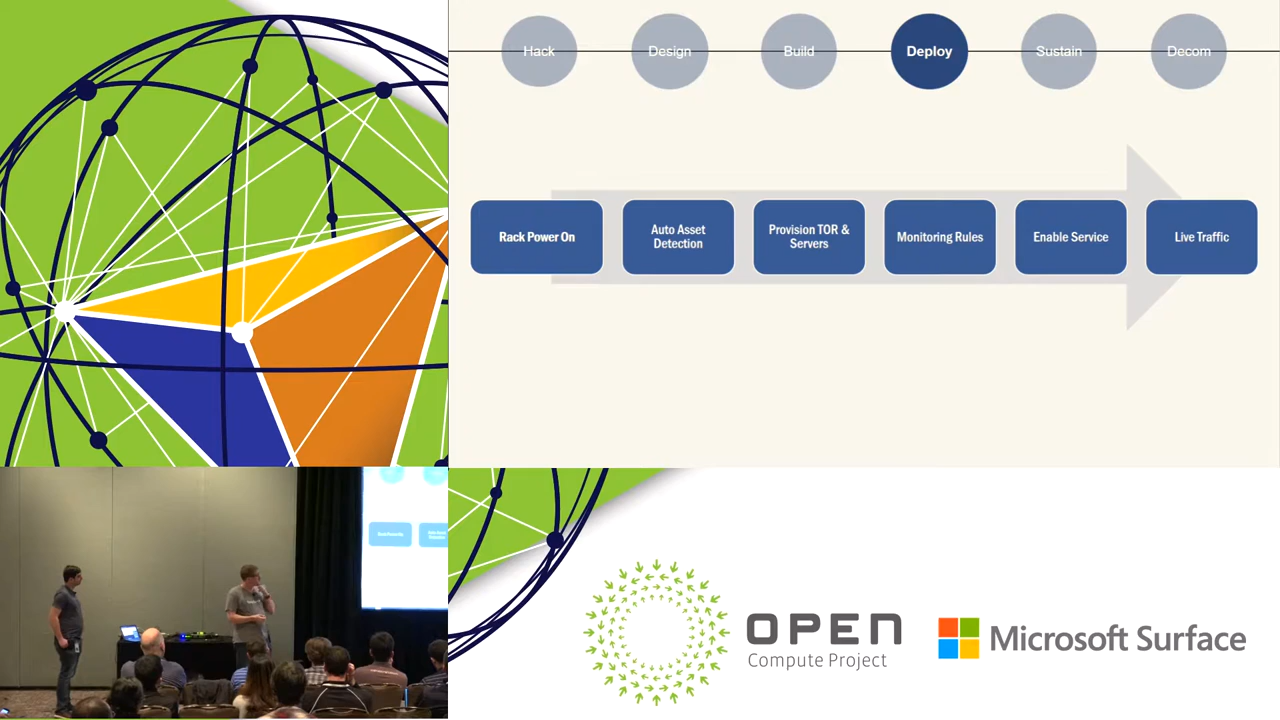 Hack
Design
Build
Deploy
Sustain
Decom
Rack Power On
Auto Asset
Detection
Provision TOR &
Servers
Monitoring Rules
Enable Service
Live Traffic
OPEN
Compute Project
Microsoft Surface